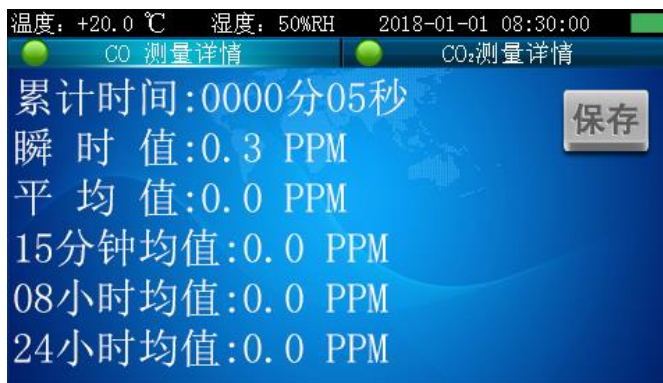 温度: +20.0 ℃ 湿度: 50%RH 2018-01-01 08:30:00
CO 测量详情 CO₂测量详情
累计时间:0000分05秒
保存
瞬 时 值:0.3 PPM
平 均 值:0.0 PPM
15分钟均值:0.0 PPM
08小时均值:0.0 PPM
24小时均值:0.0 PPM